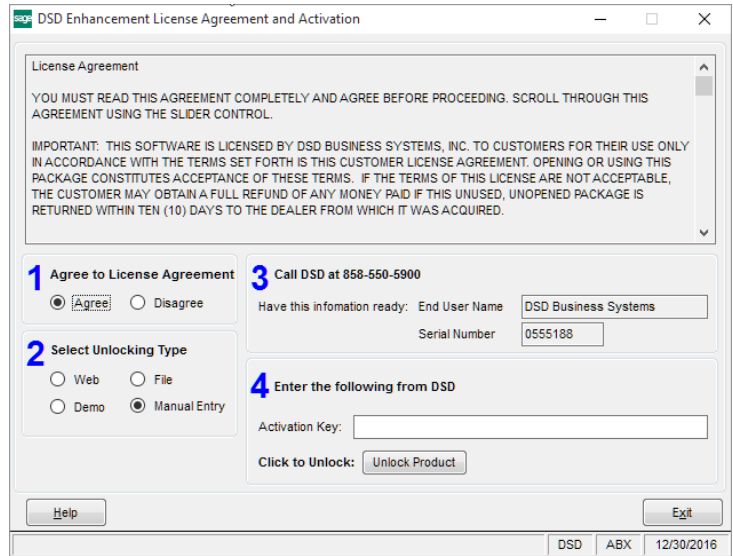 sage DSD Enhancement License Agreement and Activation
License Agreement
YOU MUST READ THIS AGREEMENT COMPLETELY AND AGREE BEFORE PROCEEDING. SCROLL THROUGH THIS
AGREEMENT USING THE SLIDER CONTROL.
IMPORTANT: THIS SOFTWARE IS LICENSED BY DSD BUSINESS SYSTEMS, INC. TO CUSTOMERS FOR THEIR USE ONLY
IN ACCORDANCE WITH THE TERMS SET FORTH IS THIS CUSTOMER LICENSE AGREEMENT. OPENING OR USING THIS
PACKAGE CONSTITUTES ACCEPTANCE OF THESE TERMS. IF THE TERMS OF THIS LICENSE ARE NOT ACCEPTABLE,
THE CUSTOMER MAY OBTAIN A FULL REFUND OF ANY MONEY PAID IF THIS UNUSED, UNOPENED PACKAGE IS
RETURNED WITHIN TEN (10) DAYS TO THE DEALER FROM WHICH IT WAS ACQUIRED.
1 Agree to License Agreement
Agree Disagree
2 Select Unlocking Type
Web File
Demo Manual Entry
3 Call DSD at 858-550-5900
Have this infomation ready: End User Name DSD Business Systems
Serial Number 0555188
4 Enter the following from DSD
Activation Key:
Click to Unlock: Unlock Product
Help Exit
DSD ABX 12/30/2016